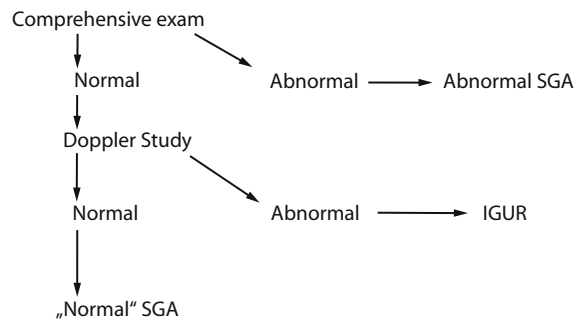 Comprehensive exam
Normal Abnormal Abnormal SGA
Doppler Study
Normal Abnormal IGUR
„Normal“ SGA